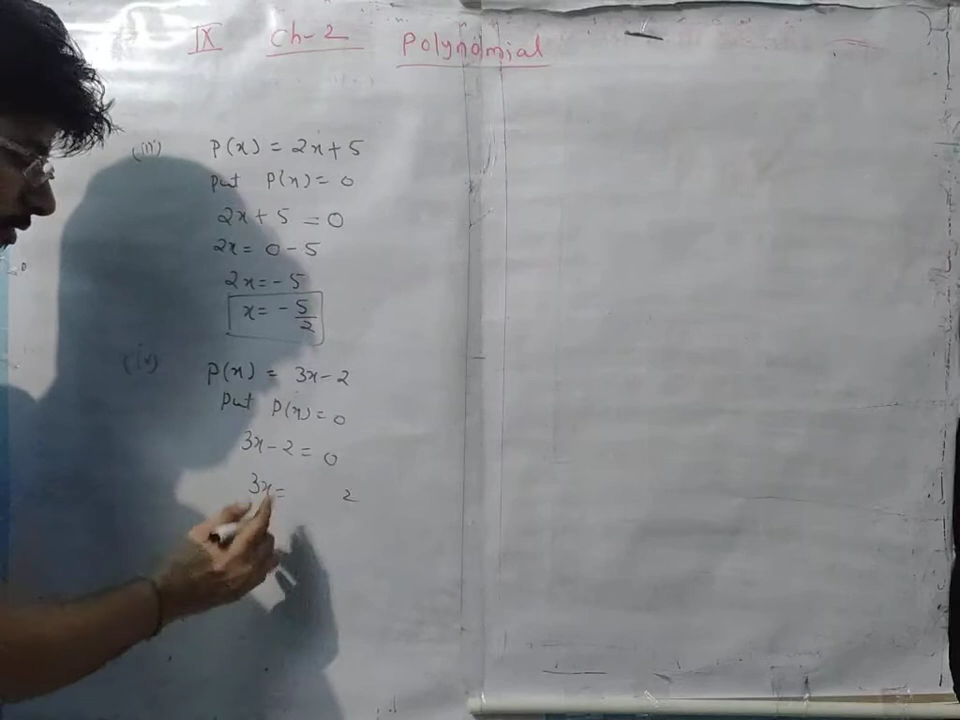 IX Ch-2 Polynomial
(iii) P(x) = 2x+5
Put P(x) = 0
2x + 5 = 0
2x = 0 - 5
2x = - 5
x = - 5/2
(iv) P(x) = 3x - 2
Put P(x) = 0
3x - 2 = 0
3x = 2